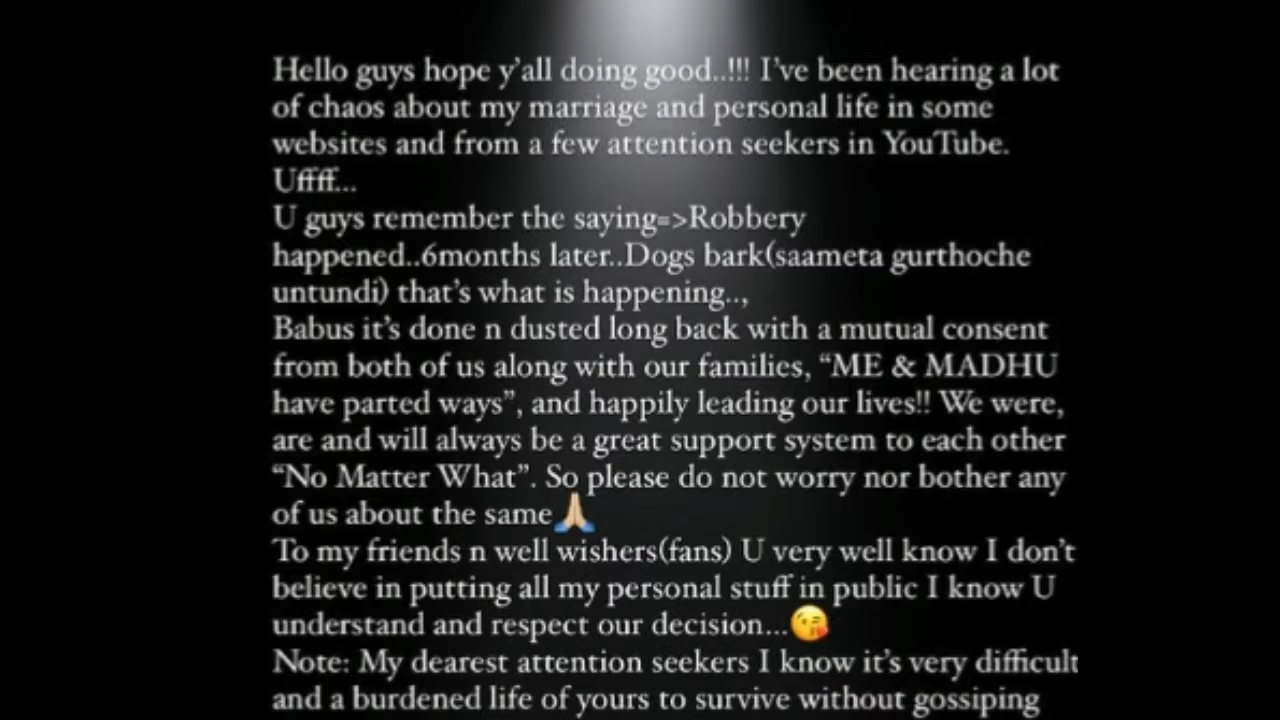 Hello guys hope y'all doing good..!!! I've been hearing a lot
of chaos about my marriage and personal life in some
websites and from a few attention seekers in YouTube.
Uffff...
U guys remember the saying=>Robbery
happened..6months later..Dogs bark(saameta gurthoche
untundi) that's what is happening..,
Babus it's done n dusted long back with a mutual consent
from both of us along with our families, “ME & MADHU
have parted ways”, and happily leading our lives!! We were,
are and will always be a great support system to each other
“No Matter What”. So please do not worry nor bother any
of us about the same🙏🏼
To my friends n well wishers(fans) U very well know I don't
believe in putting all my personal stuff in public I know U
understand and respect our decision...😘
Note: My dearest attention seekers I know it's very difficult
and a burdened life of yours to survive without gossiping